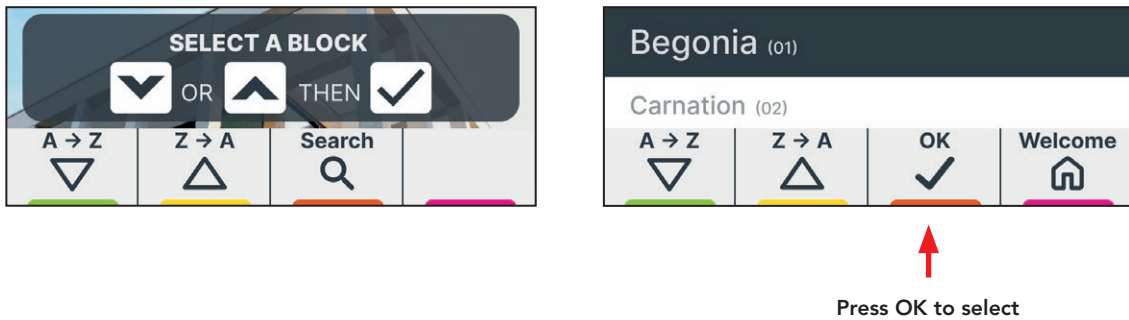 SELECT A BLOCK
OR THEN
A → Z Z → A Search
Begonia (01)
Carnation (02)
A → Z Z → A OK Welcome
Press OK to select